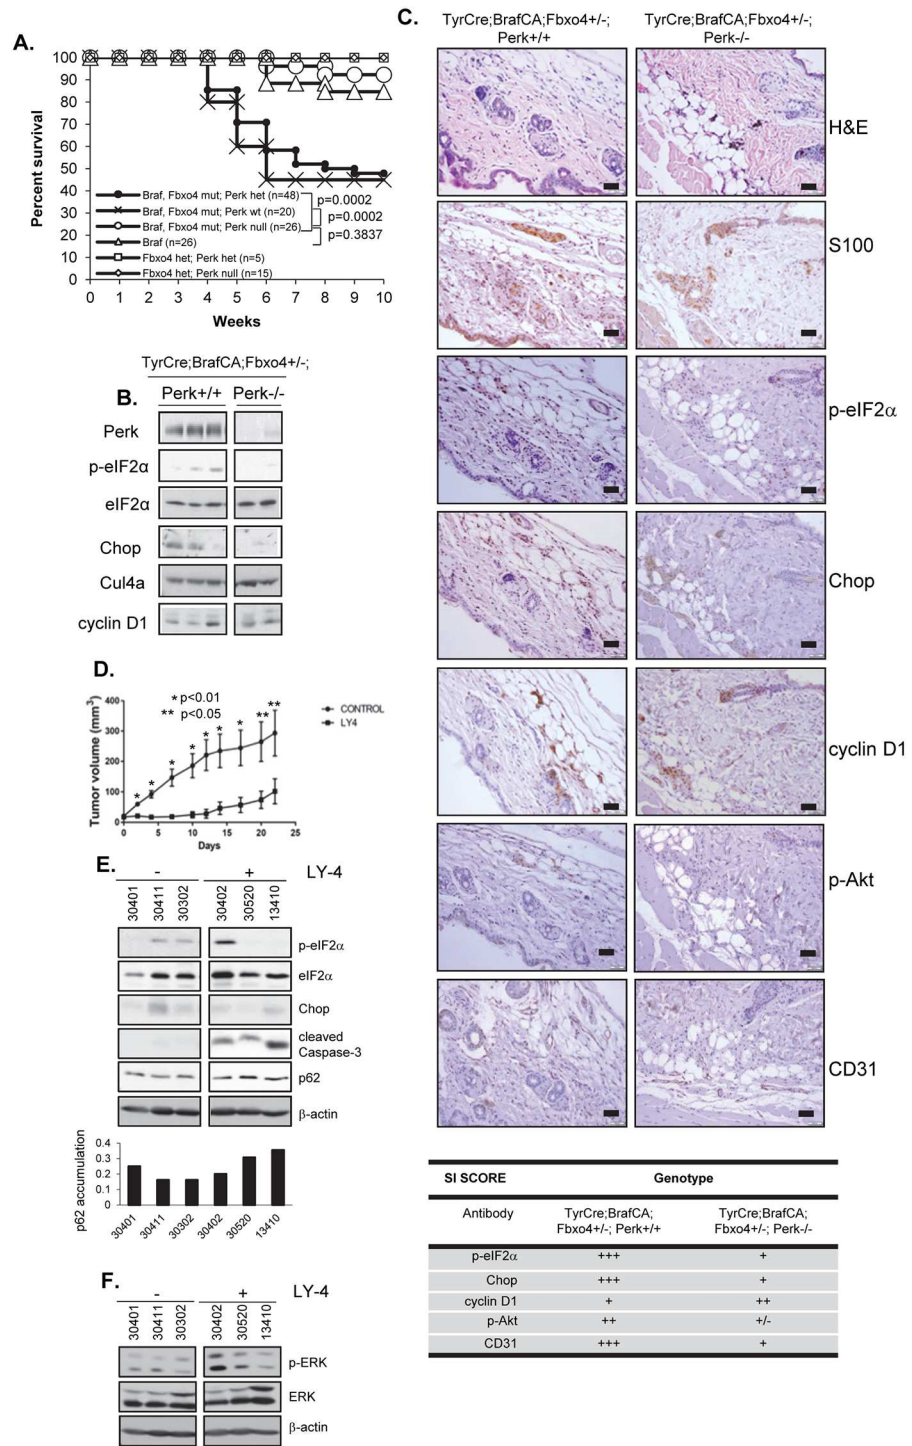 A.
Percent survival
100
90
80
70
60
50
40
30
20
10
0
Braf, Fbxo4 mut; Perk het (n=48)
Braf, Fbxo4 mut; Perk wt (n=20)
Braf, Fbxo4 mut; Perk null (n=26)
Braf (n=26)
Fbxo4 het; Perk het (n=5)
Fbxo4 het; Perk null (n=15)
p=0.0002
p=0.0002
p=0.3837
0 1 2 3 4 5 6 7 8 9 10
Weeks
B.
TyrCre;BrafCA;Fbxo4+/-;
Perk+/+ Perk-/-
Perk
p-eIF2α
eIF2α
Chop
Cul4a
cyclin D1
C.
TyrCre;BrafCA;Fbxo4+/-; TyrCre;BrafCA;Fbxo4+/-;
Perk+/+ Perk-/-
H&E
S100
p-eIF2α
Chop
cyclin D1
p-Akt
CD31
SI SCORE Genotype
Antibody TyrCre;BrafCA; TyrCre;BrafCA;
Fbxo4+/-; Perk+/+ Fbxo4+/-; Perk-/-
p-eIF2α +++ +
Chop +++ +
cyclin D1 + ++
p-Akt ++ +/-
CD31 +++ +
D.
Tumor volume (mm³)
400
300
200
100
0
* p<0.01
** p<0.05
* * * * * * * ** **
CONTROL
LY4
0 5 10 15 20 25
Days
E.
- + LY-4
30401 30411 30302 30402 30520 13410
p-eIF2α
eIF2α
Chop
cleaved
Caspase-3
p62
β-actin
p62 accumulation
0.4
0.3
0.2
0.1
0
30401 30411 30302 30402 30520 13410
F.
- + LY-4
30401 30411 30302 30402 30520 13410
p-ERK
ERK
β-actin